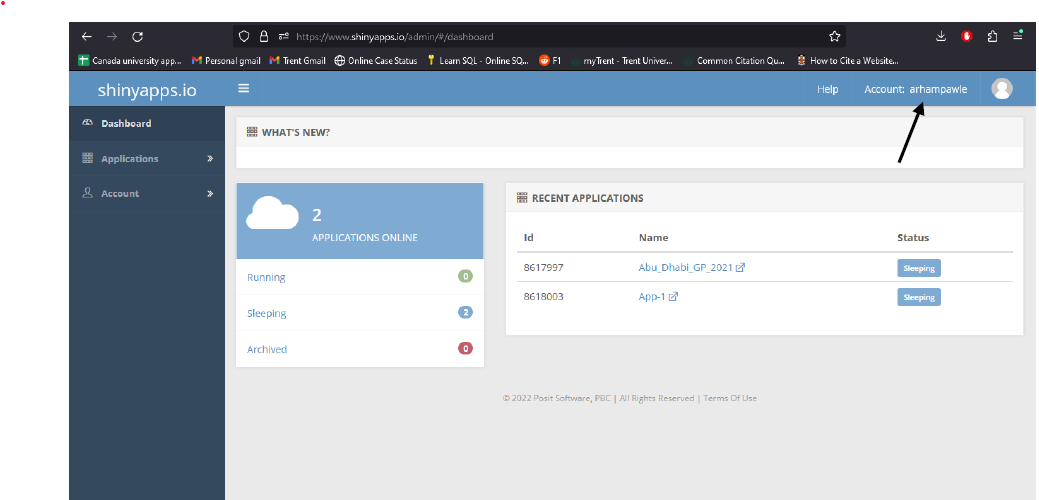 https://www.shinyapps.io/admin/#/dashboard
Canada university app... Personal gmail Trent Gmail Online Case Status Learn SQL - Online SQ... F1 myTrent - Trent Univer... Common Citation Qu... How to Cite a Website...
shinyapps.io Help Account: arhampawle
Dashboard
Applications
Account
WHAT'S NEW?
2
APPLICATIONS ONLINE
Running 0
Sleeping 2
Archived 0
RECENT APPLICATIONS
Id Name Status
8617997 Abu_Dhabi_GP_2021 Sleeping
8618003 App-1 Sleeping
© 2022 Posit Software, PBC | All Rights Reserved | Terms Of Use